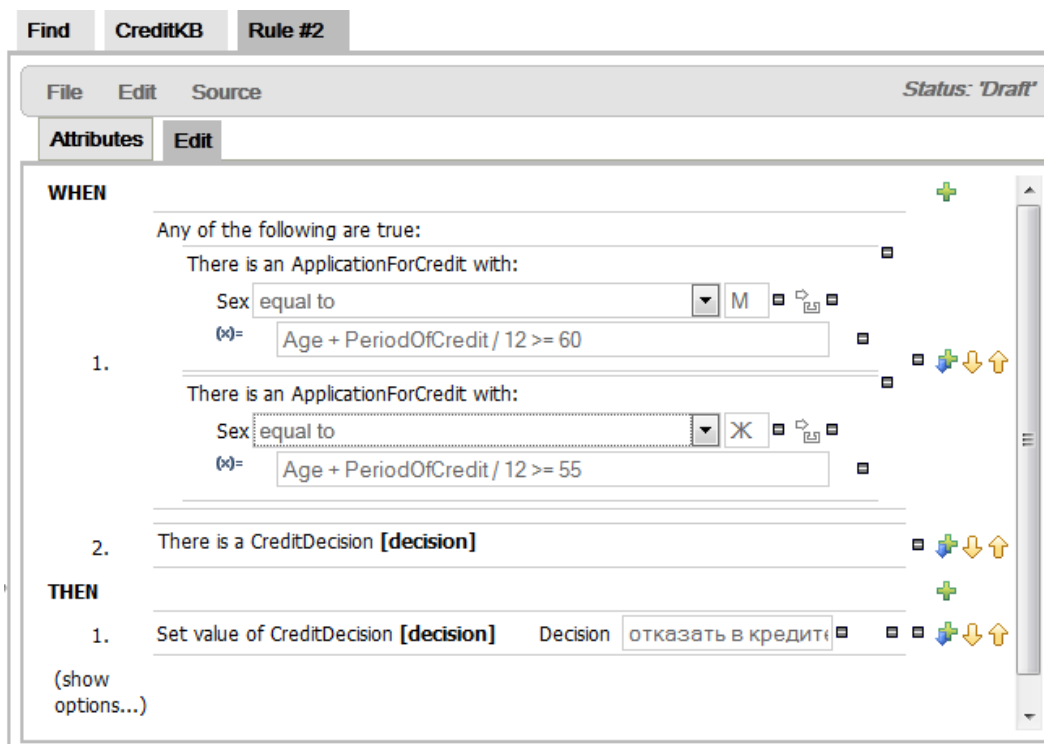 Find CreditKB Rule #2
File Edit Source Status: 'Draft'
Attributes Edit
WHEN
Any of the following are true:
There is an ApplicationForCredit with:
Sex equal to М
(x)= Age + PeriodOfCredit / 12 >= 60
1.
There is an ApplicationForCredit with:
Sex equal to Ж
(x)= Age + PeriodOfCredit / 12 >= 55
2. There is a CreditDecision [decision]
THEN
1. Set value of CreditDecision [decision] Decision отказать в кредите
(show
options...)